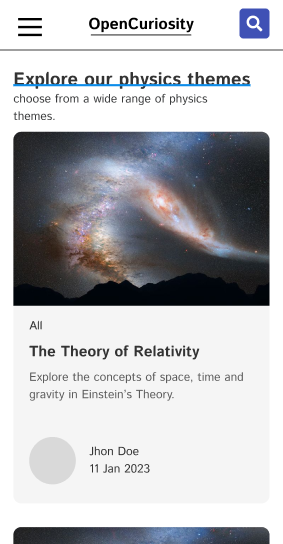 OpenCuriosity
Explore our physics themes
choose from a wide range of physics
themes.
All
The Theory of Relativity
Explore the concepts of space, time and
gravity in Einstein's Theory.
Jhon Doe
11 Jan 2023